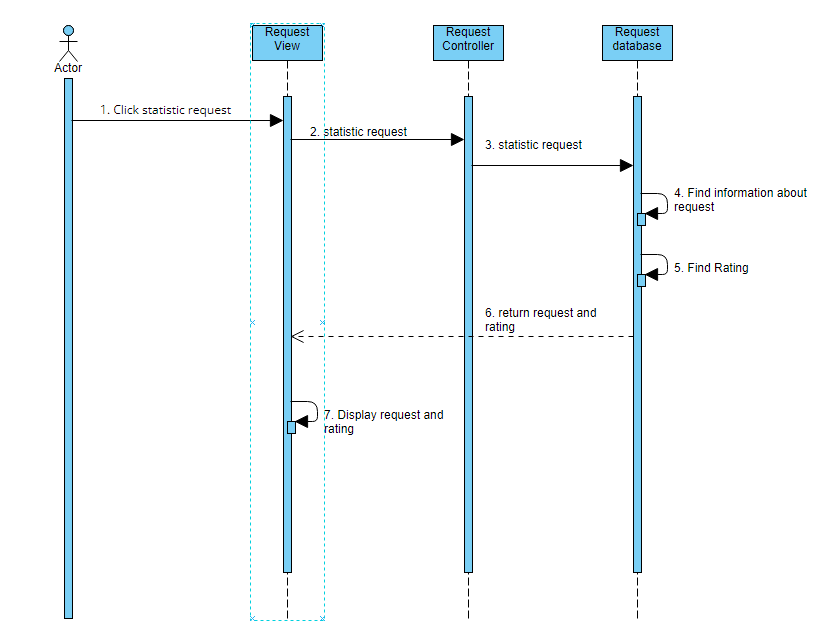 Request
View
Request
Controller
Request
database
Actor
1. Click statistic request
2. statistic request
3. statistic request
4. Find information about
request
5. Find Rating
6. return request and
rating
7. Display request and
rating